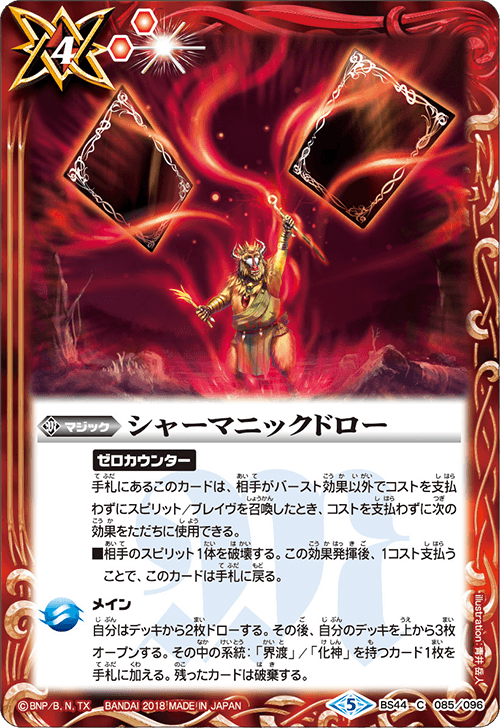 4
マジック
シャーマニックドロー
ゼロカウンター
手札にあるこのカードは、相手がバースト効果以外でコストを支払
わずにスピリット/ブレイヴを召喚したとき、コストを支払わずに次の
効果をただちに使用できる。
■相手のスピリット1体を破壊する。この効果発揮後、1コスト支払う
ことで、このカードは手札に戻る。
メイン
自分はデッキから2枚ドローする。その後、自分のデッキを上から3枚
オープンする。その中の系統:「界渡」/「化神」を持つカード1枚を
手札に加える。残ったカードは破棄する。
illustration:青井 岳人
©BNP/B, N, TX BANDAI 2018 MADE IN JAPAN
5
BS44 C 085/096